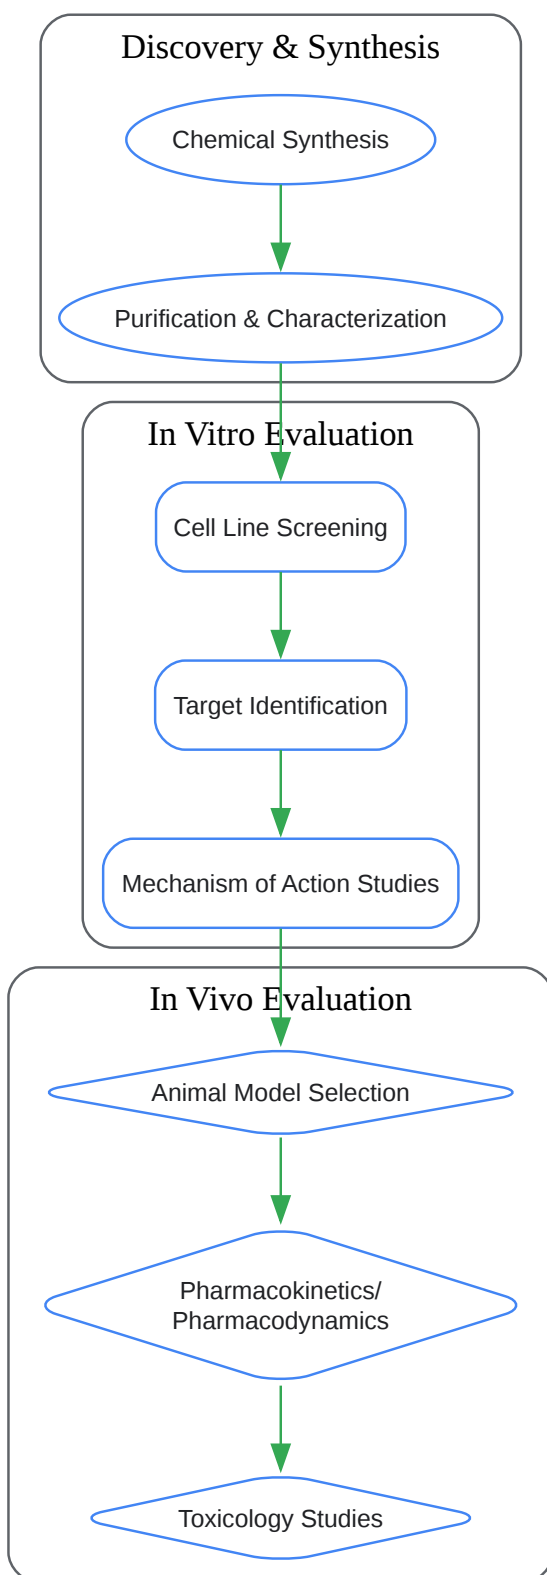 Discovery & Synthesis
Chemical Synthesis
Purification & Characterization
In Vitro Evaluation
Cell Line Screening
Target Identification
Mechanism of Action Studies
In Vivo Evaluation
Animal Model Selection
Pharmacokinetics/
Pharmacodynamics
Toxicology Studies